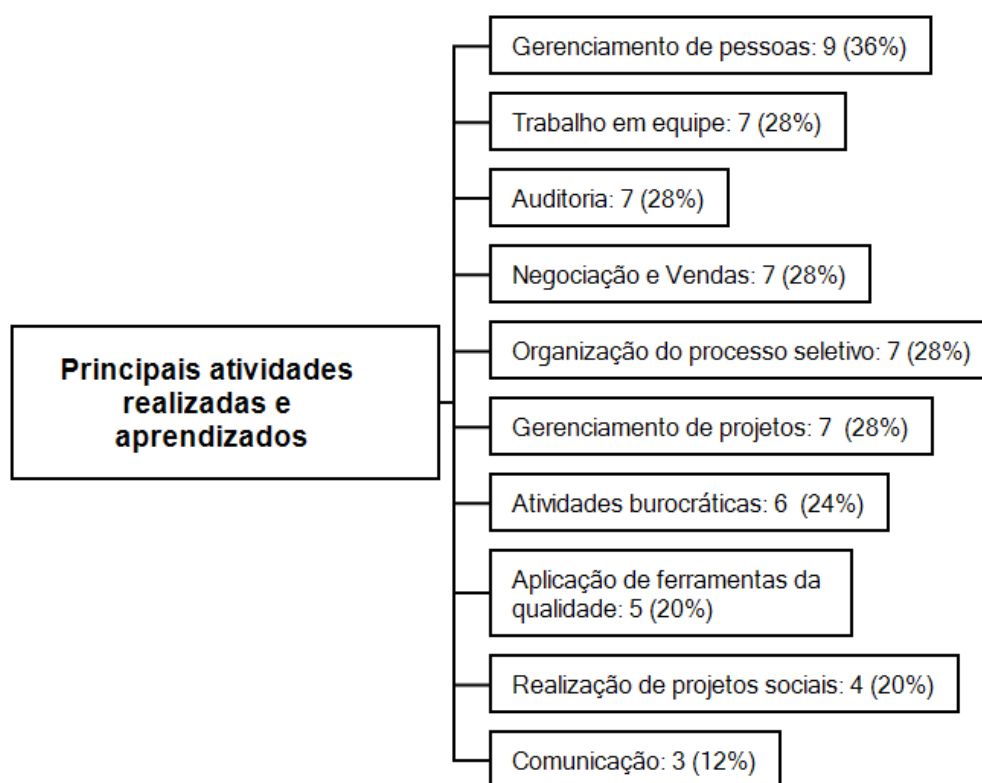 Gerenciamento de pessoas: 9 (36%)
Trabalho em equipe: 7 (28%)
Auditoria: 7 (28%)
Negociação e Vendas: 7 (28%)
Organização do processo seletivo: 7 (28%)
Principais atividades
realizadas e
aprendizados
Gerenciamento de projetos: 7 (28%)
Atividades burocráticas: 6 (24%)
Aplicação de ferramentas da
qualidade: 5 (20%)
Realização de projetos sociais: 4 (20%)
Comunicação: 3 (12%)